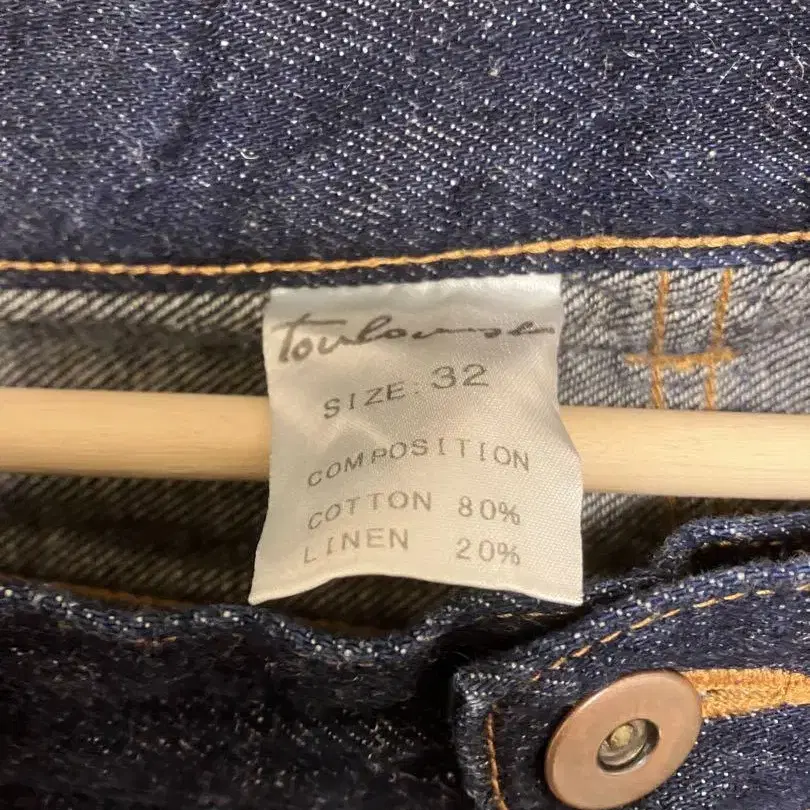 Toulouse
SIZE: 32
COMPOSITION
COTTON 80%
LINEN 20%